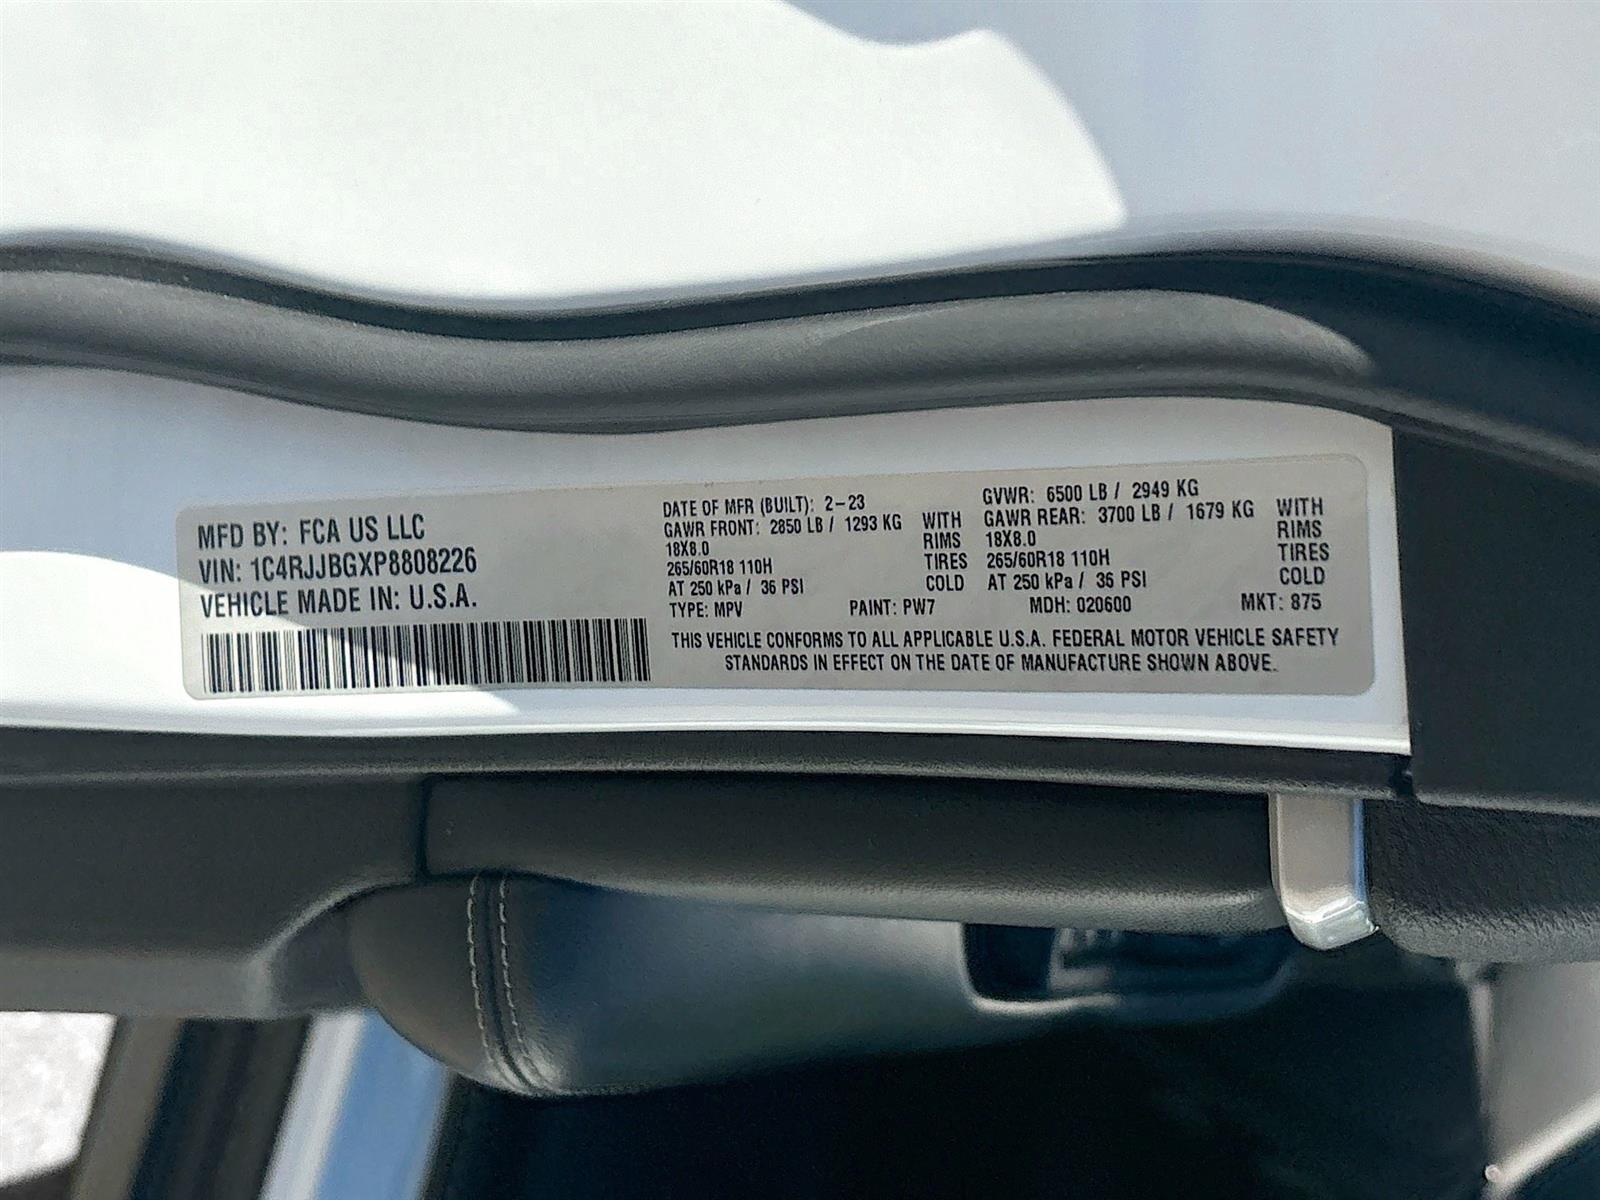 MFD BY: FCA US LLC
VIN: 1C4RJJBGXP8808226
VEHICLE MADE IN: U.S.A.
DATE OF MFR (BUILT): 2-23
GAWR FRONT: 2850 LB / 1293 KG WITH
18X8.0 RIMS
265/60R18 110H TIRES
AT 250 kPa / 36 PSI COLD
GVWR: 6500 LB / 2949 KG
GAWR REAR: 3700 LB / 1679 KG WITH
18X8.0 RIMS
265/60R18 110H TIRES
AT 250 kPa / 36 PSI COLD
TYPE: MPV PAINT: PW7 MDH: 020600 MKT: 875
THIS VEHICLE CONFORMS TO ALL APPLICABLE U.S.A. FEDERAL MOTOR VEHICLE SAFETY
STANDARDS IN EFFECT ON THE DATE OF MANUFACTURE SHOWN ABOVE.